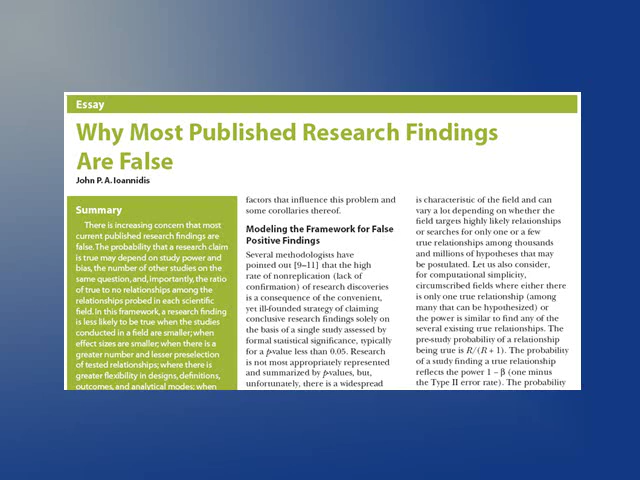 Essay
Why Most Published Research Findings
Are False
John P. A. Ioannidis
Summary
There is increasing concern that most
current published research findings are
false. The probability that a research claim
is true may depend on study power and
bias, the number of other studies on the
same question, and, importantly, the ratio
of true to no relationships among the
relationships probed in each scientific
field. In this framework, a research finding
is less likely to be true when the studies
conducted in a field are smaller; when
effect sizes are smaller; when there is a
greater number and lesser preselection
of tested relationships; where there is
greater flexibility in designs, definitions,
outcomes, and analytical modes; when
factors that influence this problem and
some corollaries thereof.
Modeling the Framework for False
Positive Findings
Several methodologists have
pointed out [9–11] that the high
rate of nonreplication (lack of
confirmation) of research discoveries
is a consequence of the convenient,
yet ill-founded strategy of claiming
conclusive research findings solely on
the basis of a single study assessed by
formal statistical significance, typically
for a p-value less than 0.05. Research
is not most appropriately represented
and summarized by p-values, but,
unfortunately, there is a widespread
is characteristic of the field and can
vary a lot depending on whether the
field targets highly likely relationships
or searches for only one or a few
true relationships among thousands
and millions of hypotheses that may
be postulated. Let us also consider,
for computational simplicity,
circumscribed fields where either there
is only one true relationship (among
many that can be hypothesized) or
the power is similar to find any of the
several existing true relationships. The
pre-study probability of a relationship
being true is R/(R + 1). The probability
of a study finding a true relationship
reflects the power 1 − β (one minus
the Type II error rate). The probability